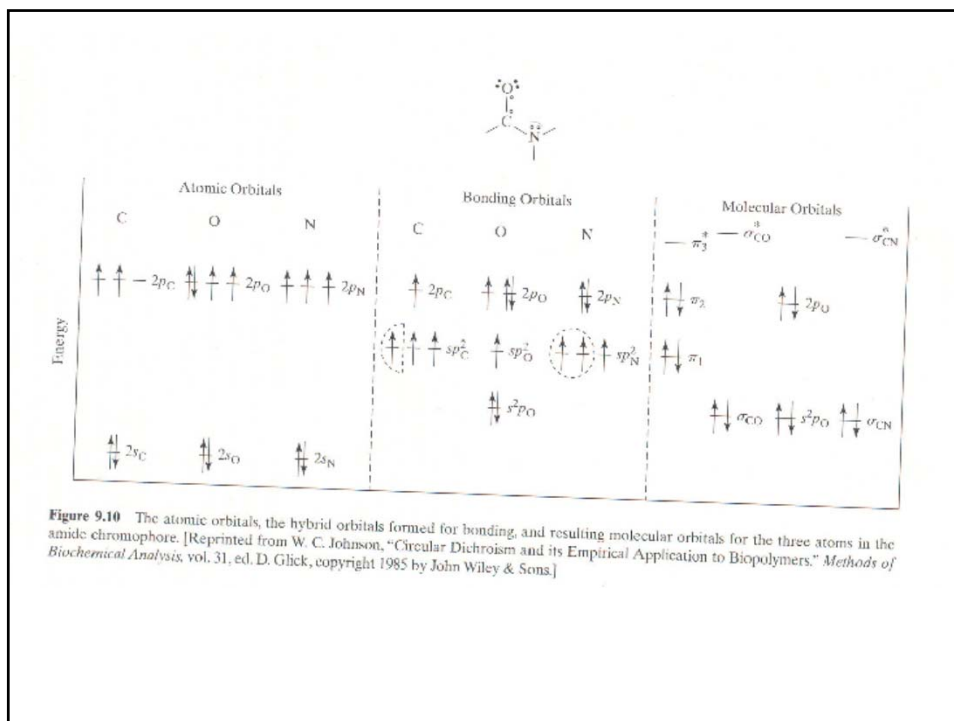 O
C
N
Atomic Orbitals
Bonding Orbitals
Molecular Orbitals
C O N
C O N
π3* σ*CO σ*CN
2pC 2pO 2pN
2pC 2pO 2pN
π2 2pO
Energy
sp²C sp²N
π1
s²pO
σCO s²pO σCN
2sC 2sO 2sN
Figure 9.10 The atomic orbitals, the hybrid orbitals formed for bonding, and resulting molecular orbitals for the three atoms in the
amide chromophore. [Reprinted from W. C. Johnson, "Circular Dichroism and its Empirical Application to Biopolymers." Methods of
Biochemical Analysis, vol. 31, ed. D. Glick, copyright 1985 by John Wiley & Sons.]